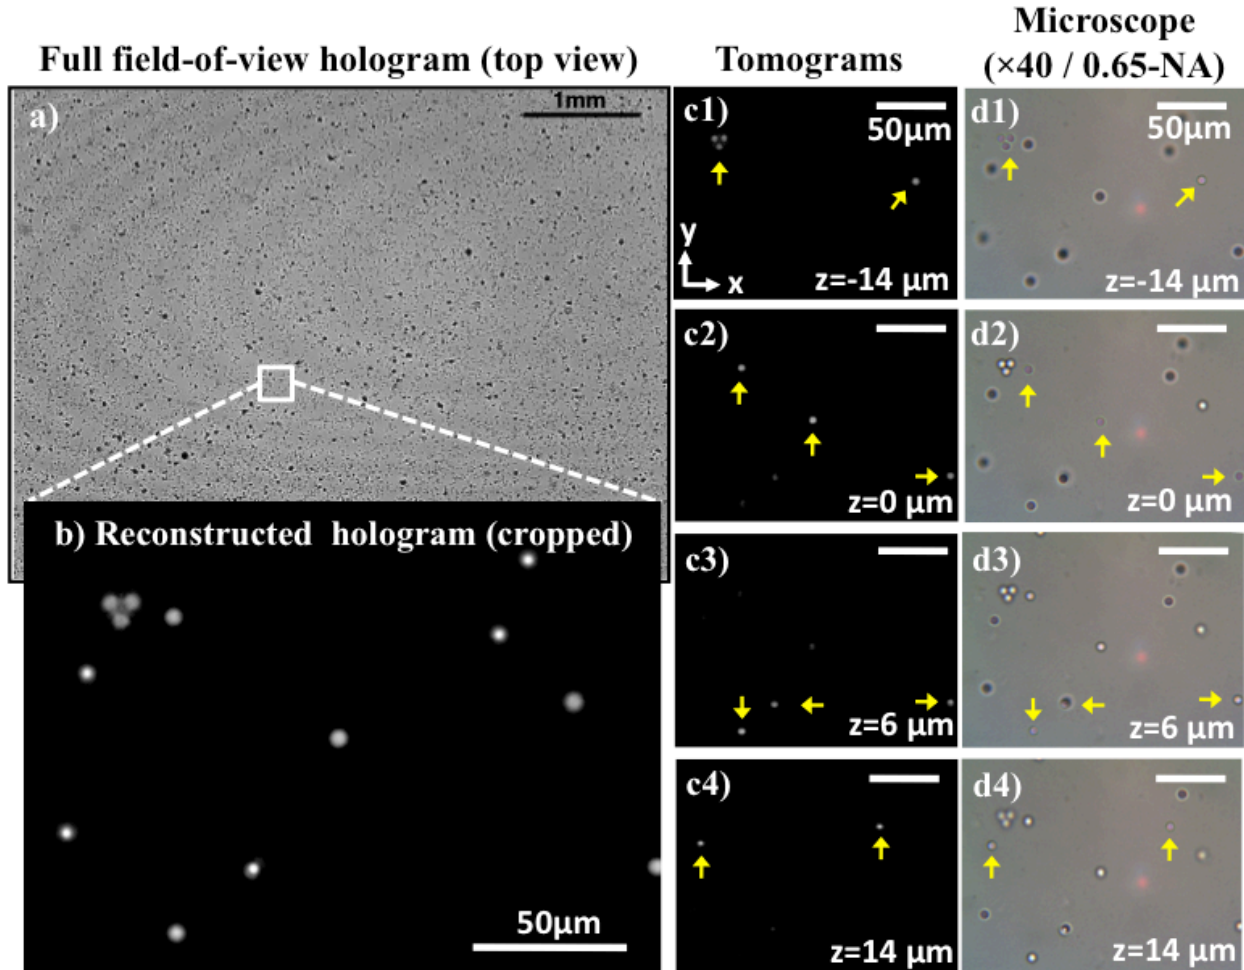 Full field-of-view hologram (top view)
Tomograms
Microscope
(×40 / 0.65-NA)
a)
1mm
b) Reconstructed hologram (cropped)
50μm
c1)
50μm
y
x
z=-14 μm
d1)
50μm
z=-14 μm
c2)
z=0 μm
d2)
z=0 μm
c3)
z=6 μm
d3)
z=6 μm
c4)
z=14 μm
d4)
z=14 μm